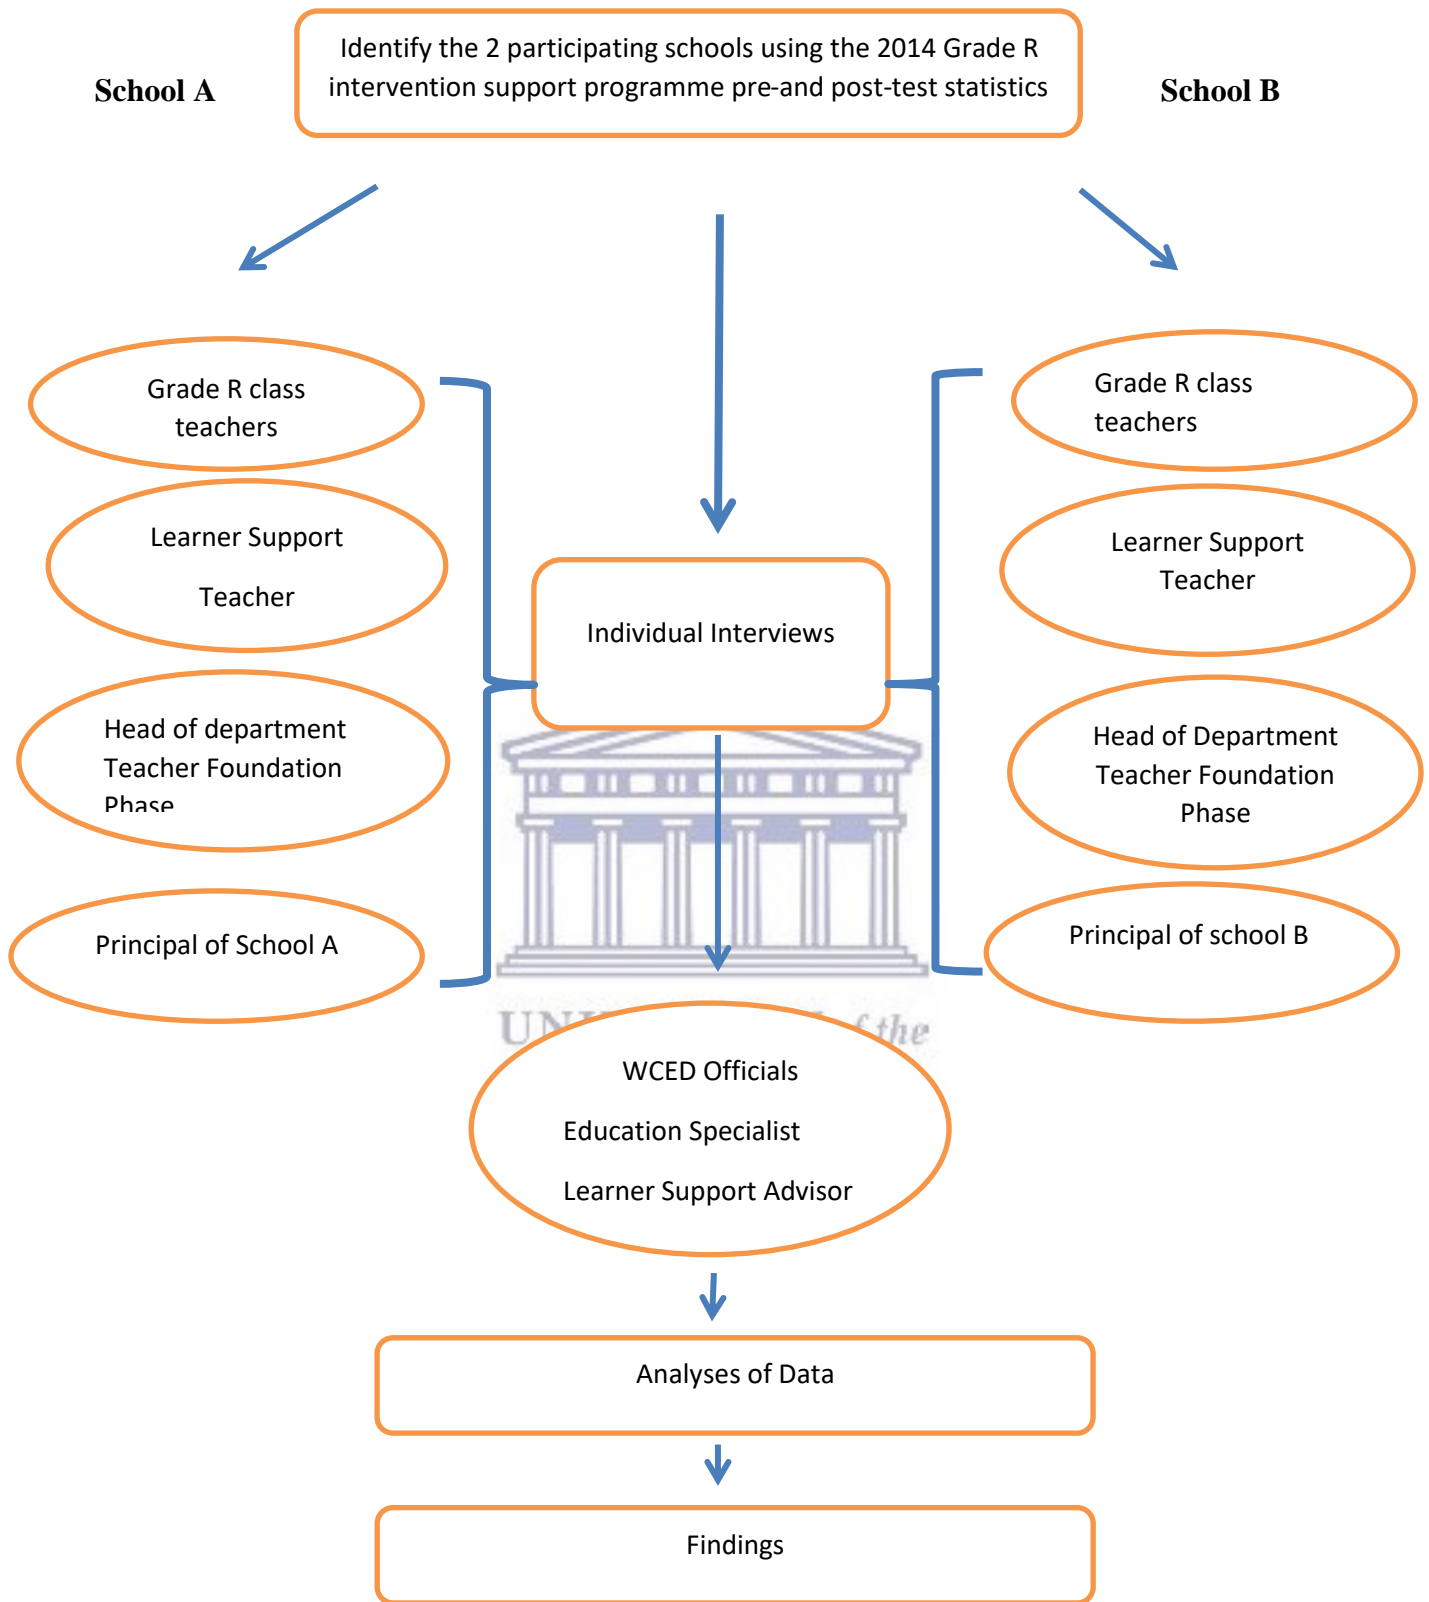 Identify the 2 participating schools using the 2014 Grade R
intervention support programme pre-and post-test statistics
School A
School B
Grade R class
teachers
Learner Support
Teacher
Head of department
Teacher Foundation
Phase
Principal of School A
Individual Interviews
Grade R class
teachers
Learner Support
Teacher
Head of Department
Teacher Foundation
Phase
Principal of school B
of the
WCED Officials
Education Specialist
Learner Support Advisor
Analyses of Data
Findings